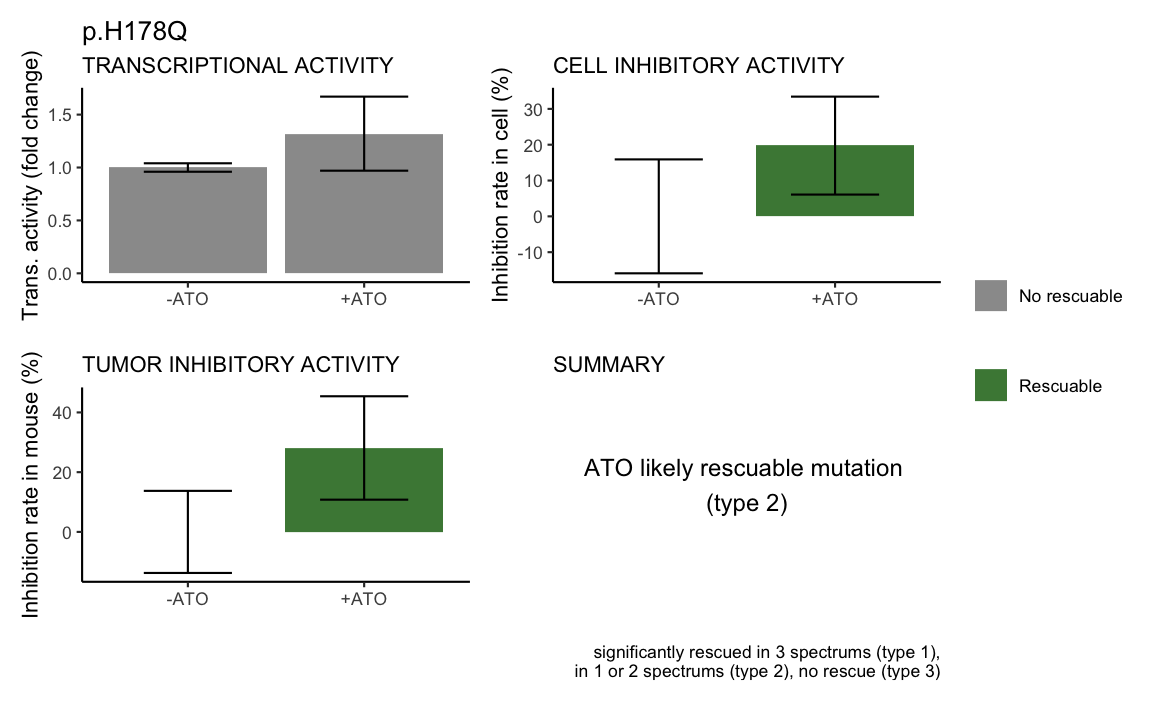 p.H178Q
TRANSCRIPTIONAL ACTIVITY
Trans. activity (fold change)
1.5
1.0
0.5
0.0
-ATO
+ATO
CELL INHIBITORY ACTIVITY
Inhibition rate in cell (%)
30
20
10
0
-10
-ATO
+ATO
No rescuable
Rescuable
TUMOR INHIBITORY ACTIVITY
Inhibition rate in mouse (%)
40
20
0
-ATO
+ATO
SUMMARY
ATO likely rescuable mutation
(type 2)
significantly rescued in 3 spectrums (type 1),
in 1 or 2 spectrums (type 2), no rescue (type 3)